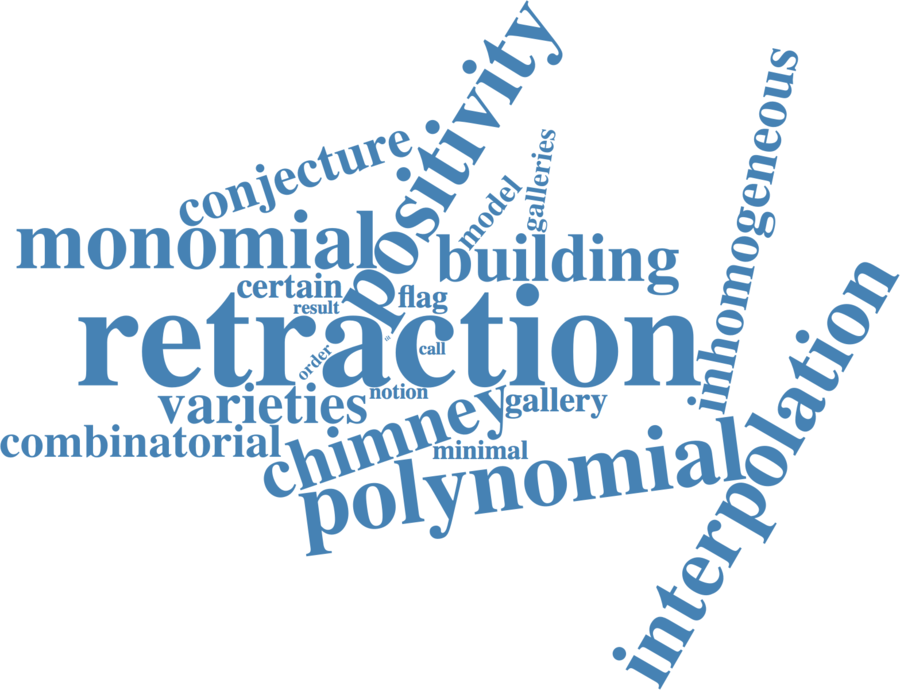 positivity
inhomogeneous
conjecture
galleries
model
monomial
building
certain
flag
result
retraction
interpolation
order
call
notion
varieties
gallery
combinatorial
chimney
minimal
polynomial